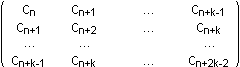 Cn Cn+1 ... Cn+k-1
Cn+1 Cn+2 ... Cn+k
... ... ...
Cn+k-1 Cn+k ... Cn+2k-2